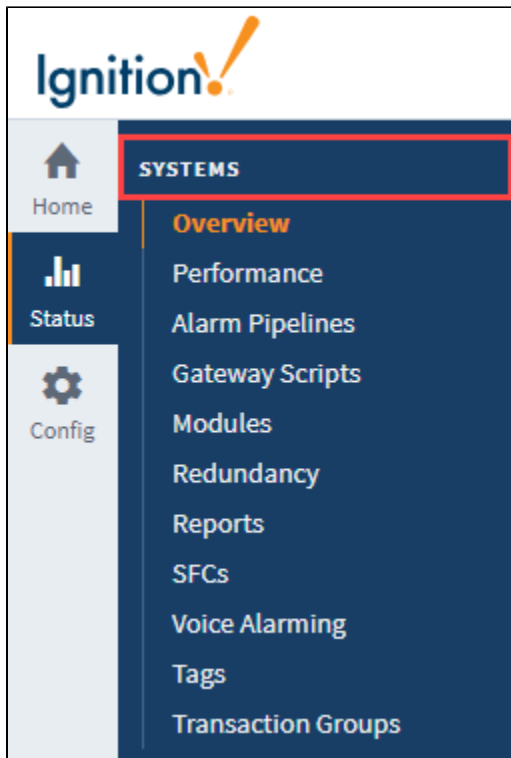 Ignition!
Home
Status
Config
SYSTEMS
Overview
Performance
Alarm Pipelines
Gateway Scripts
Modules
Redundancy
Reports
SFCs
Voice Alarming
Tags
Transaction Groups